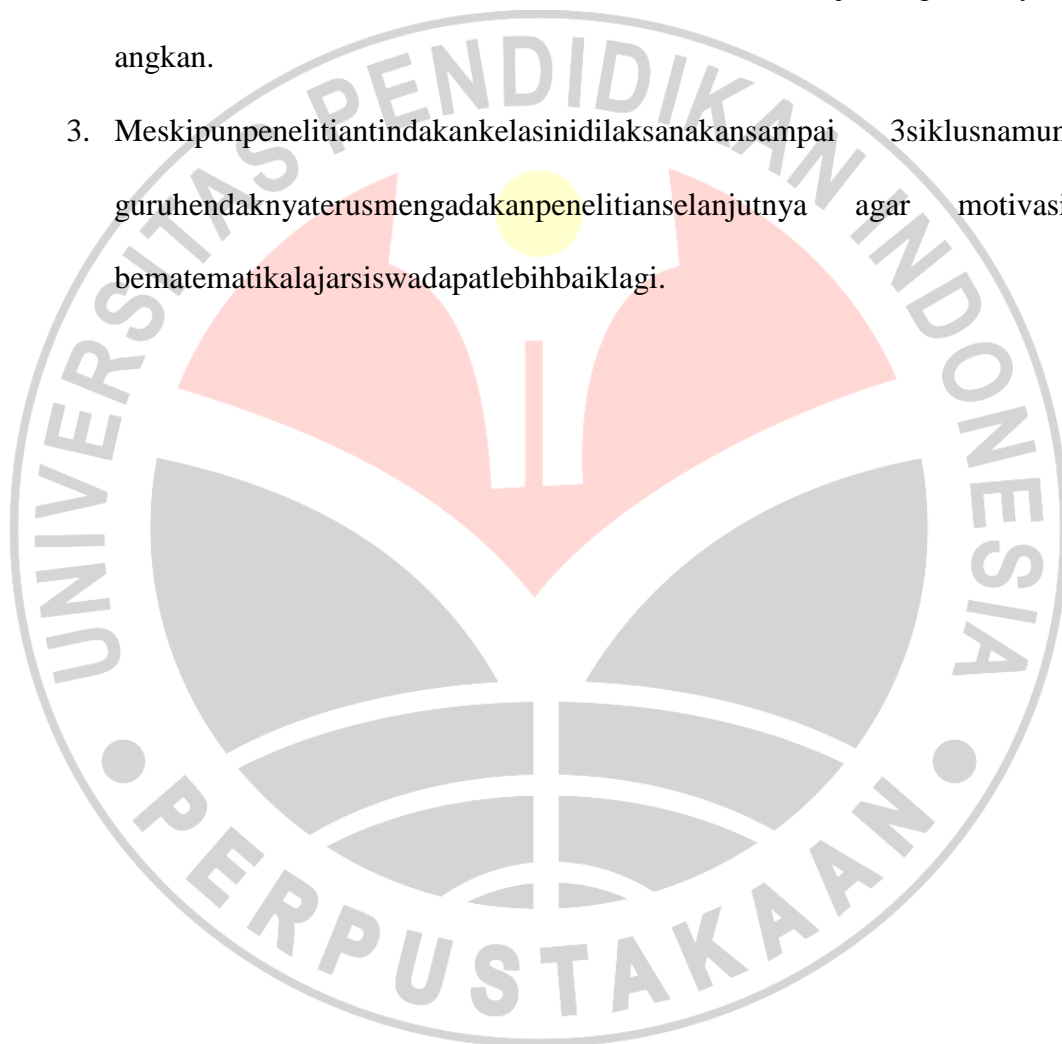 angkan.
3. Meskipunpenelitiantindakankelasinidilaksanakansampai 3siklusnamun
guruhendaknyaterusmengadakanpenelitianselanjutnya agar motivasi
bematematikalajarsiswadapatlebihbaiklagi.
UNIVERSITAS PENDIDIKAN INDONESIA
PERPUSTAKAAN